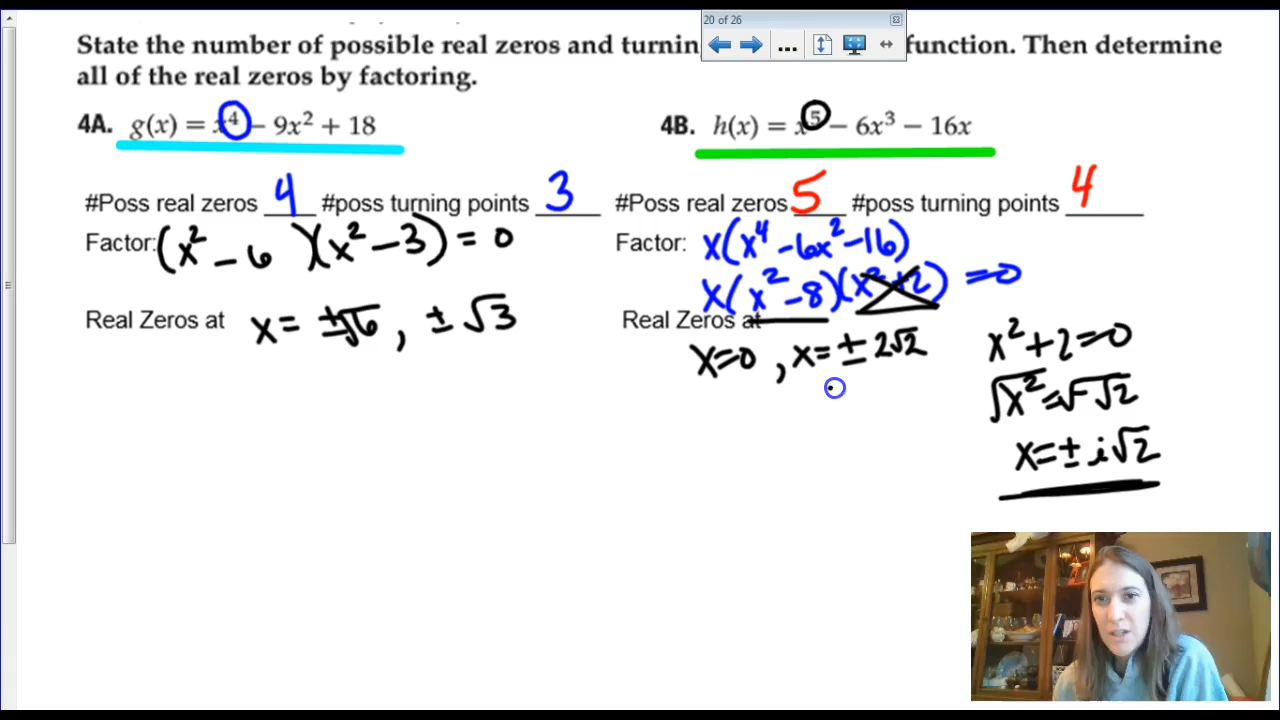 20 of 26
State the number of possible real zeros and turnin function. Then determine
all of the real zeros by factoring.
4A. g(x) = x⁴ − 9x² + 18
#Poss real zeros 4 #poss turning points 3
Factor: (x² − 6 )(x² − 3) = 0
Real Zeros at x = ±√6, ±√3
4B. h(x) = x⁵ − 6x³ − 16x
#Poss real zeros 5 #poss turning points 4
Factor: x(x⁴ − 6x² − 16)
x(x² − 8)(x² + 2) = 0
Real Zeros at
x = 0, x = ± 2√2
x² + 2 = 0
√x² = √− √2
x = ± i√2